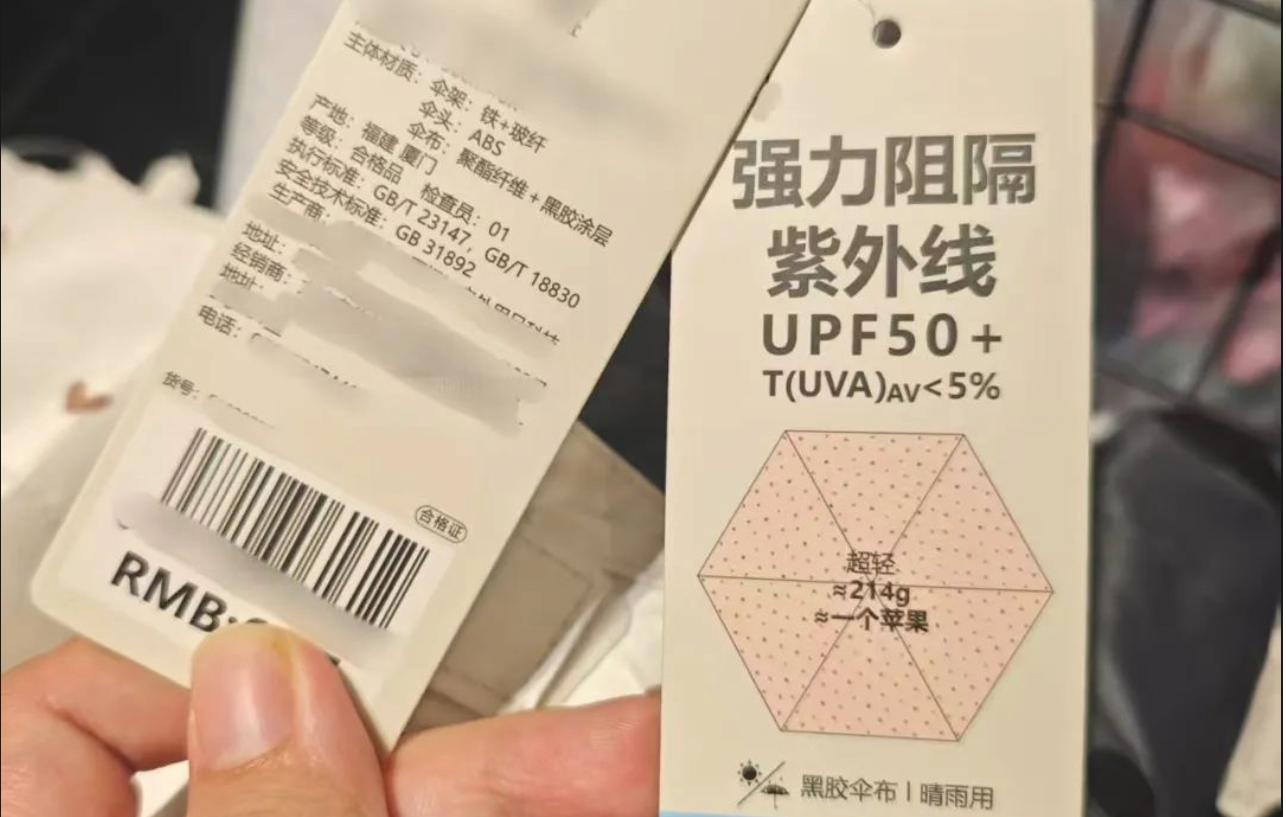 主体材质：伞架：铁+玻纤
伞头：ABS
伞布：聚酯纤维+黑胶涂层
产地：福建 厦门
等级：合格品 检查员：01
执行标准：GB/T 23147，GB/T 18830
安全技术标准：GB 31892
生产商：
地址：
经销商：
地址：
电话：
货号：
合格证
RMB:
强力阻隔
紫外线
UPF50+
T(UVA)AV<5%
超轻
≈214g
≈一个苹果
黑胶伞布 | 晴雨用